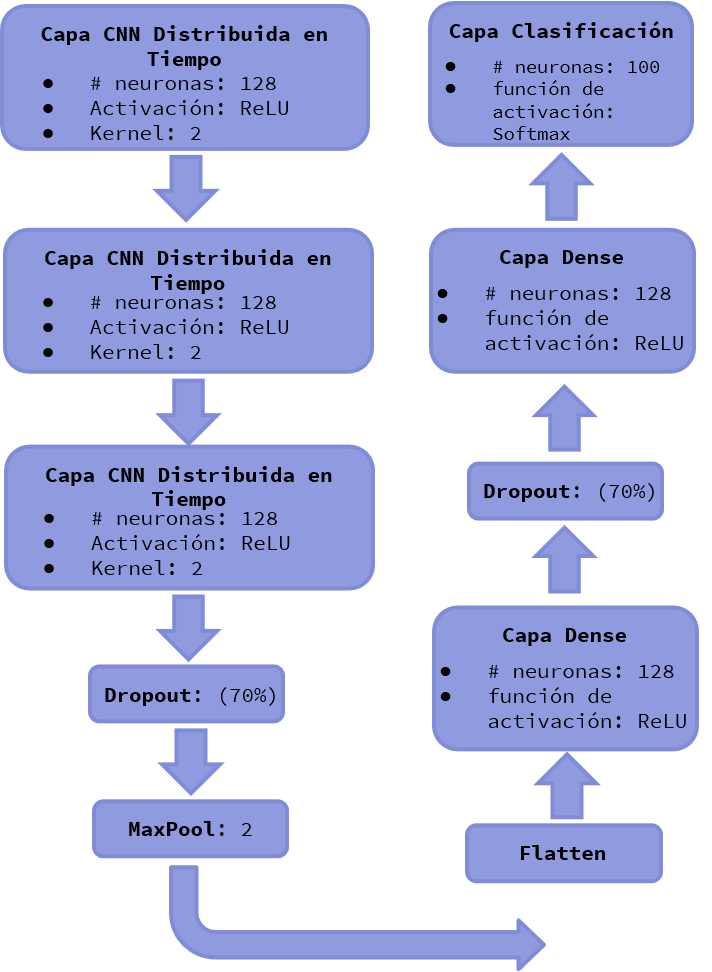 Capa CNN Distribuida en
Tiempo
● # neuronas: 128
● Activación: ReLU
● Kernel: 2
Capa CNN Distribuida en
Tiempo
● # neuronas: 128
● Activación: ReLU
● Kernel: 2
Capa CNN Distribuida en
Tiempo
● # neuronas: 128
● Activación: ReLU
● Kernel: 2
Dropout: (70%)
MaxPool: 2
Flatten
Capa Dense
● # neuronas: 128
● función de
activación: ReLU
Dropout: (70%)
Capa Dense
● # neuronas: 128
● función de
activación: ReLU
Capa Clasificación
● # neuronas: 100
● función de
activación:
Softmax